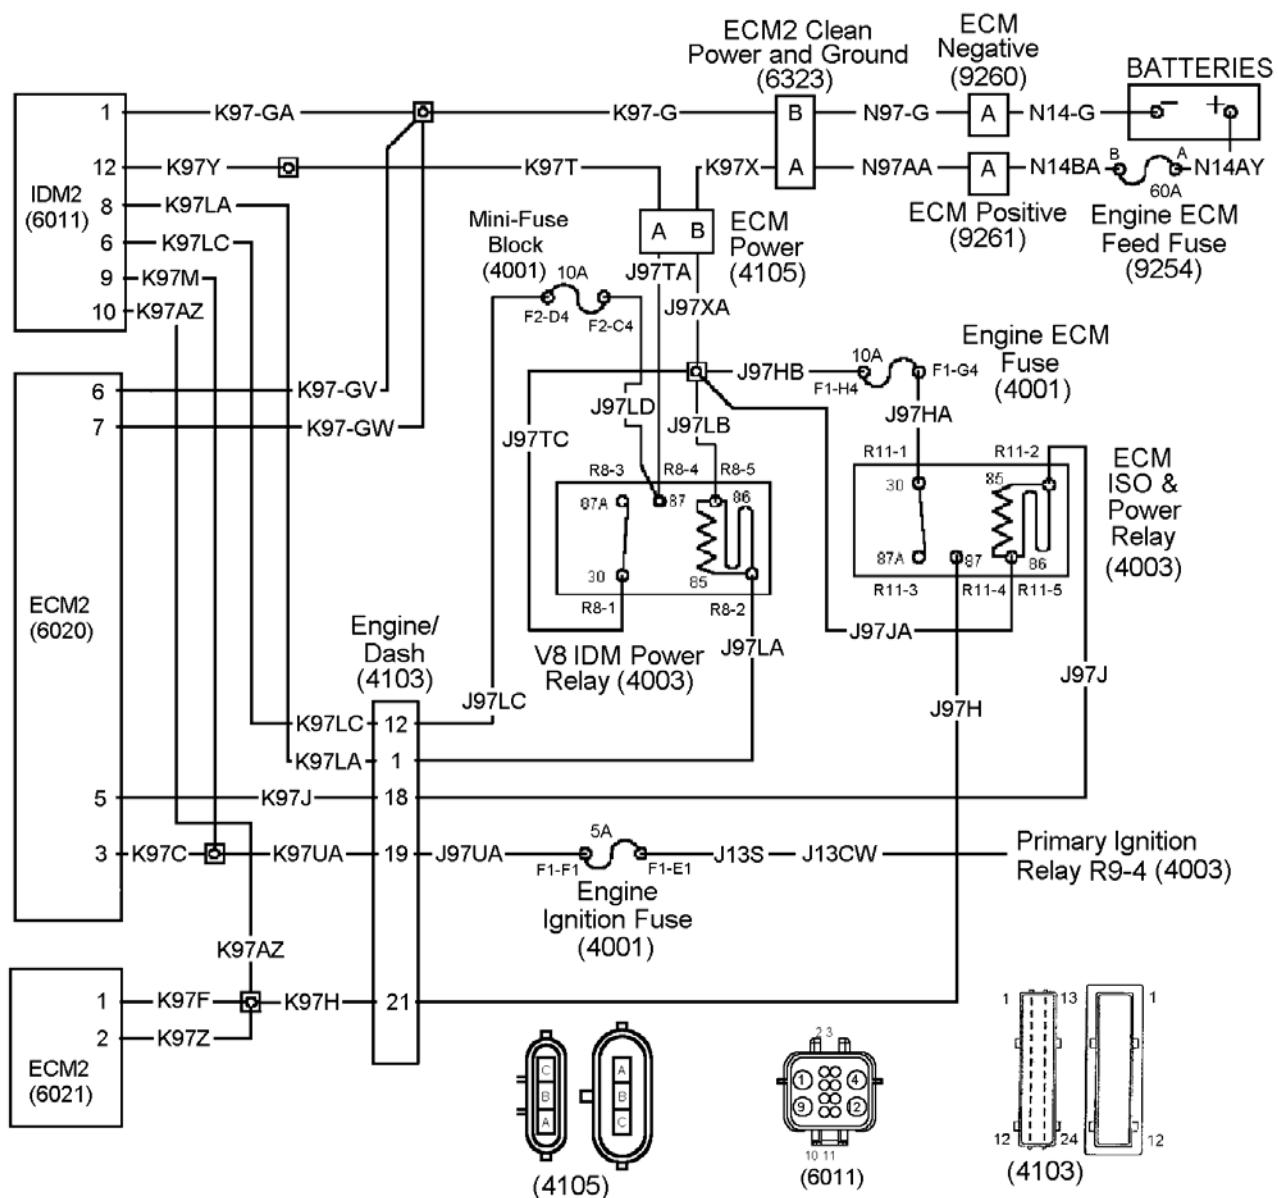 ECM2 Clean
Power and Ground
(6323)
ECM
Negative
(9260)
BATTERIES
1
K97-GA
K97-G
B
N97-G
A
N14-G
-
+
12
K97Y
K97T
K97X
A
N97AA
A
N14BA
B
A
60A
N14AY
IDM2
(6011)
8
K97LA
6
K97LC
9
K97M
10
K97AZ
Mini-Fuse
Block
(4001)
A
B
ECM
Power
(4105)
ECM Positive
(9261)
Engine ECM
Feed Fuse
(9254)
10A
F2-D4
F2-C4
J97TA
J97XA
Engine ECM
Fuse
(4001)
J97HB
10A
F1-H4
F1-G4
6
K97-GV
7
K97-GW
J97TC
J97LD
J97LB
J97HA
R8-3
R8-4
R8-5
87A
87
86
30
85
R8-1
R8-2
R11-1
R11-2
30
85
87A
87
86
R11-3
R11-4
R11-5
ECM
ISO &
Power
Relay
(4003)
ECM2
(6020)
Engine/
Dash
(4103)
V8 IDM Power
Relay (4003)
J97LA
J97JA
J97J
J97LC
J97H
K97LC
12
K97LA
1
5
K97J
18
3
K97C
K97UA
19
J97UA
5A
F1-F1
F1-E1
J13S
J13CW
Primary Ignition
Relay R9-4 (4003)
Engine
Ignition Fuse
(4001)
K97AZ
1
K97F
K97H
21
2
K97Z
ECM2
(6021)
C
B
A
A
B
C
(4105)
2 3
1
4
9
12
10 11
(6011)
1
13
12
24
1
12
(4103)